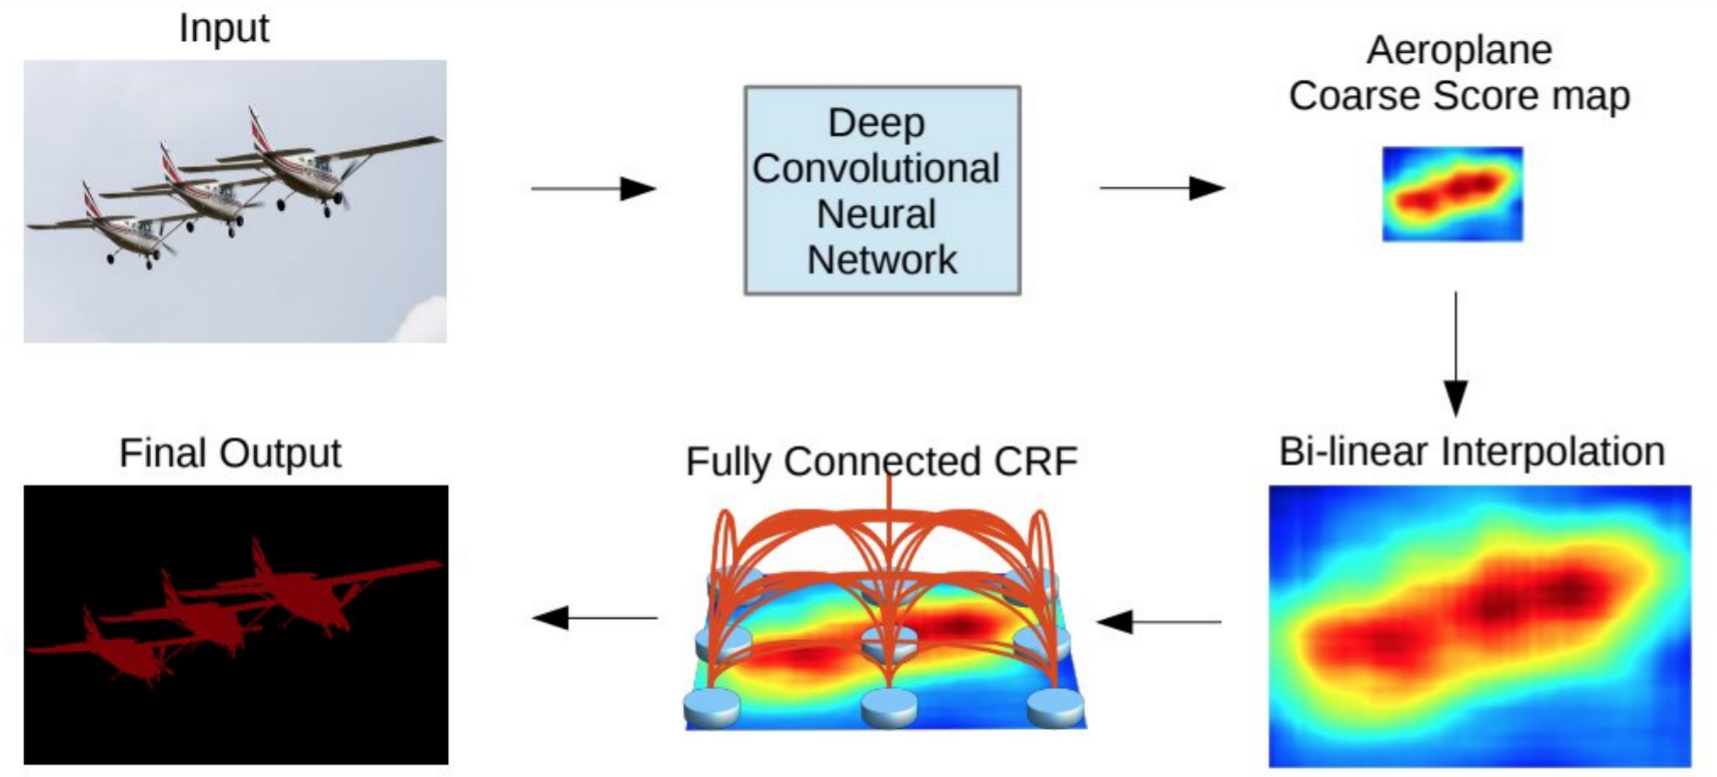 Input
Deep
Convolutional
Neural
Network
Aeroplane
Coarse Score map
Bi-linear Interpolation
Fully Connected CRF
Final Output